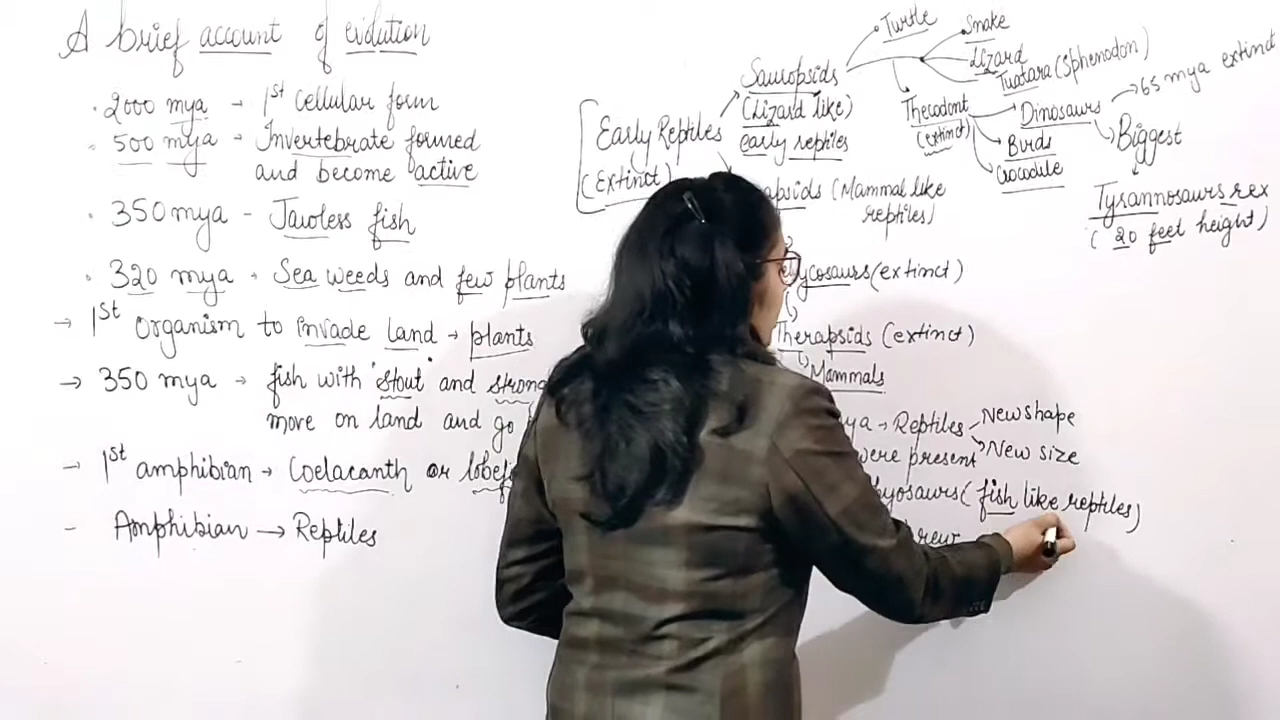 A brief account of evolution
. 2000 mya → 1st cellular form
. 500 mya - Invertebrate formed
and become active
. 350 mya - Jawless fish
. 320 mya - Sea weeds and few plants
→ 1st organism to invade land → plants
→ 350 mya → fish with "stout" and strong
move on land and go
→ 1st amphibian → Coelacanth or
- Amphibian → Reptiles
Early Reptiles
(Extinct)
Sauropsids
(Lizard like)
early reptiles
Turtle
Snake
Lizard
Tuatara (Sphenodon)
Thecodont
(extinct)
Dinosaurs → 65 mya extinct
Birds
Crocodile
Biggest
Tyrannosaurs rex
(20 feet height)
(Mammal like
reptiles)
(extinct)
Therapsids (extinct)
Mammals
→ Reptiles New shape
were present New size
(fish like reptiles)